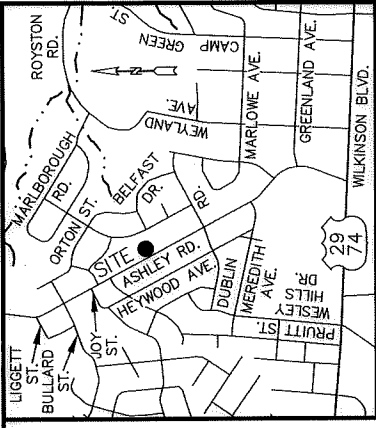 ROYSTON
RD.
CAMP GREEN ST.
MARLBOROUGH
RD.
WEYLAND
AVE.
MARLOWE AVE.
GREENLAND AVE.
WILKINSON BLVD.
ORTON ST.
BELFAST
DR.
SITE
ASHLEY RD.
HEYWOOD AVE.
RD.
DUBLIN
MEREDITH
AVE.
LIGGETT
ST.
BULLARD
ST.
JOY
ST.
PRUITT ST.
WESLEY
HILLS
DR.
29
74